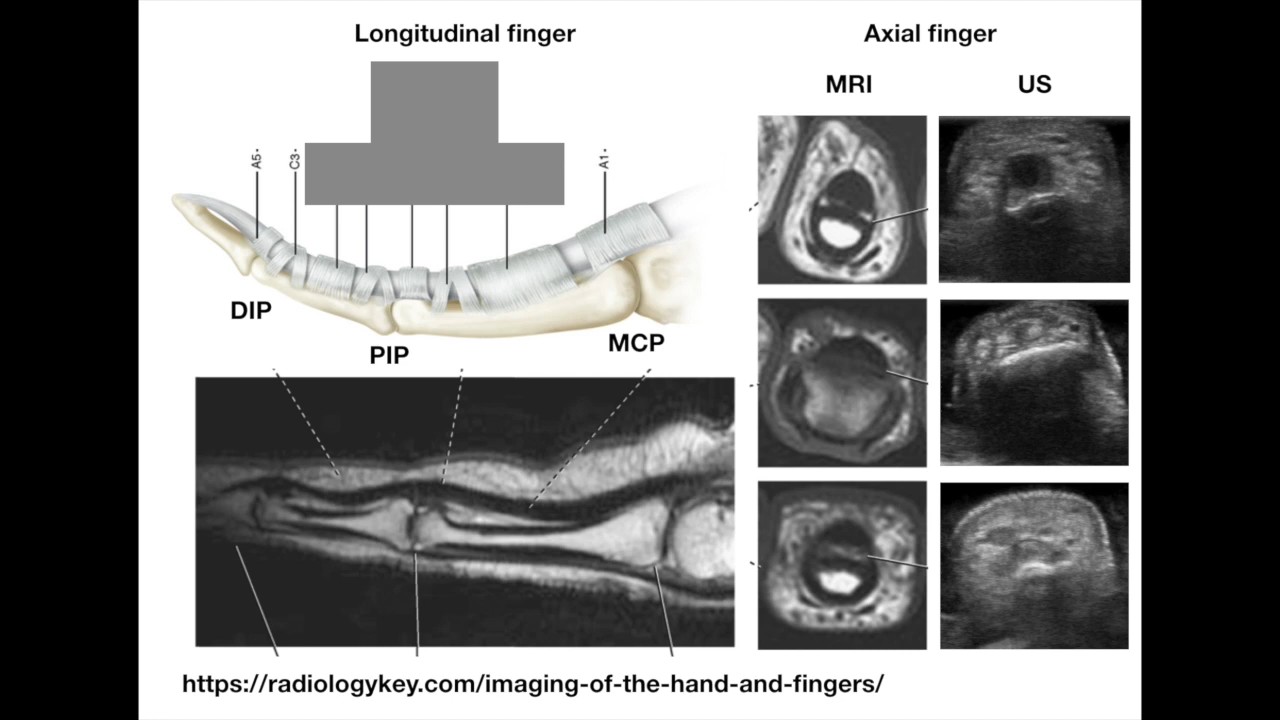 Longitudinal finger
Axial finger
MRI
US
A5
C3
A1
DIP
PIP
MCP
https://radiologykey.com/imaging-of-the-hand-and-fingers/